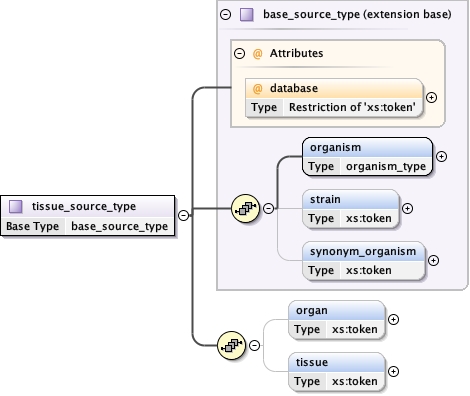 base_source_type (extension base)
@ Attributes
@ database
Type Restriction of 'xs:token'
organism
Type organism_type
strain
Type xs:token
synonym_organism
Type xs:token
tissue_source_type
Base Type base_source_type
organ
Type xs:token
tissue
Type xs:token